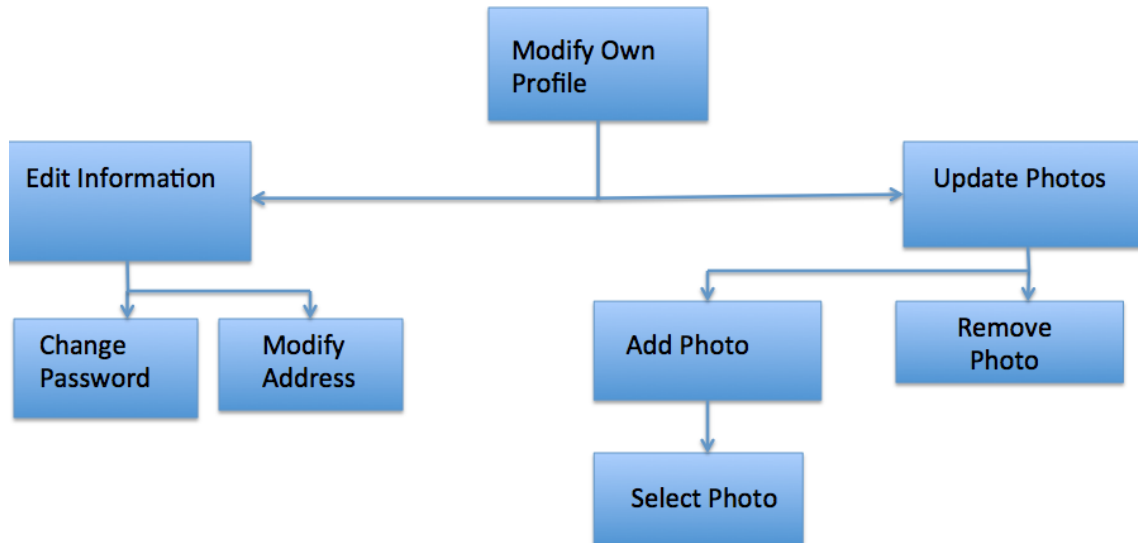 Modify Own
Profile
Edit Information
Update Photos
Change
Password
Modify
Address
Add Photo
Remove
Photo
Select Photo